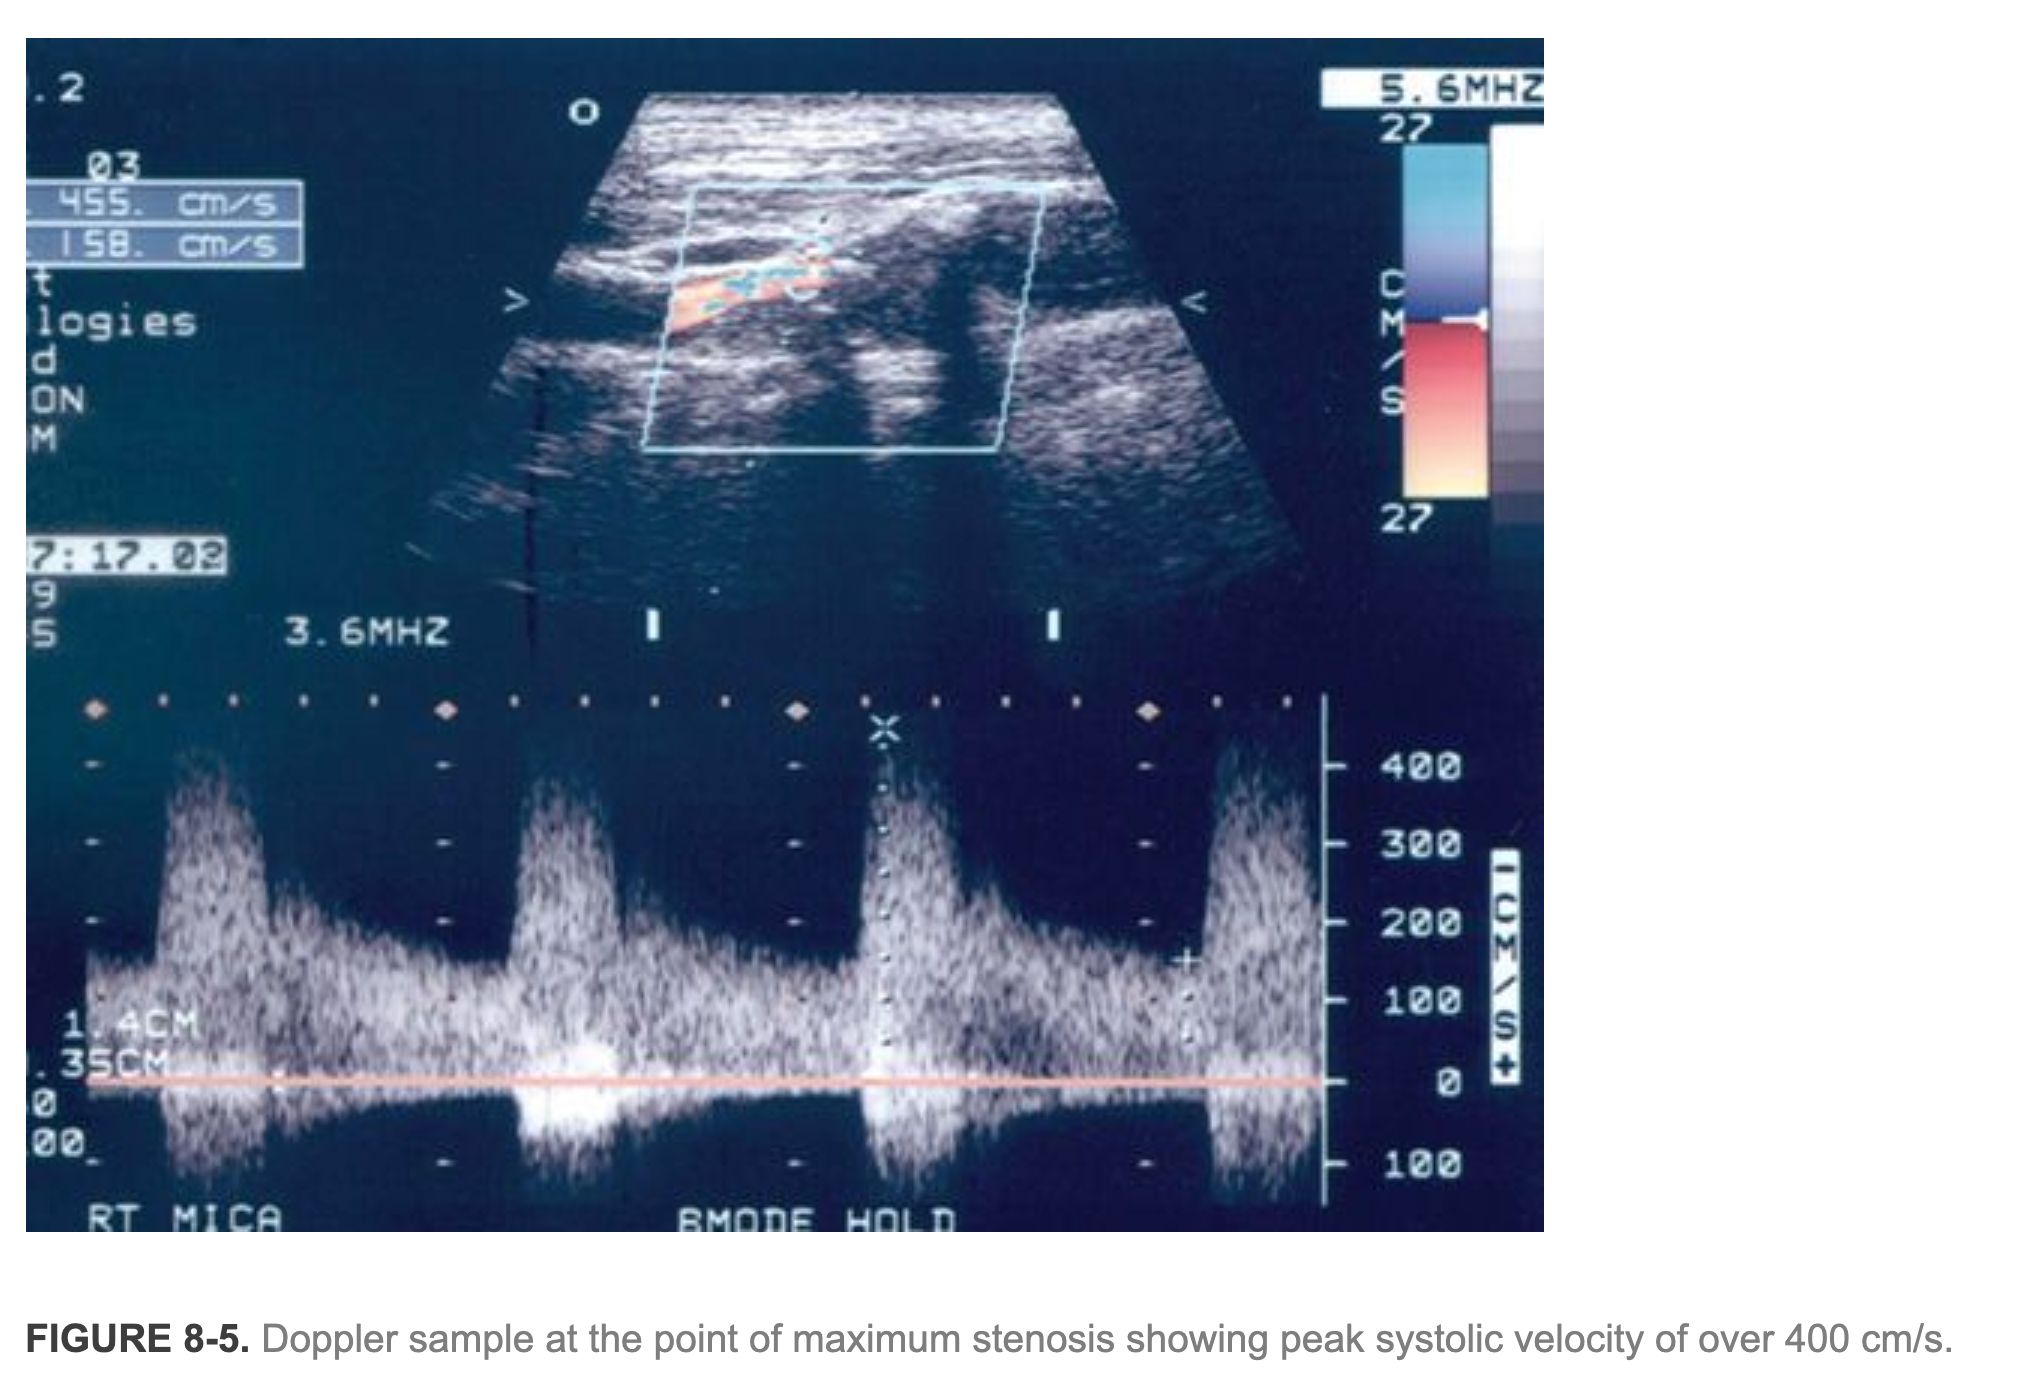 .2
5.6MHZ
27
03
455. cm/s
158. cm/s
t
logies
d
ON
M
CM/S
27
7:17.02
9
5
3.6MHZ
400
300
200
100
0
100
-CM/S+
1.4CM
.35CM
0
00
RT MICA
BMODE HOLD
FIGURE 8-5. Doppler sample at the point of maximum stenosis showing peak systolic velocity of over 400 cm/s.